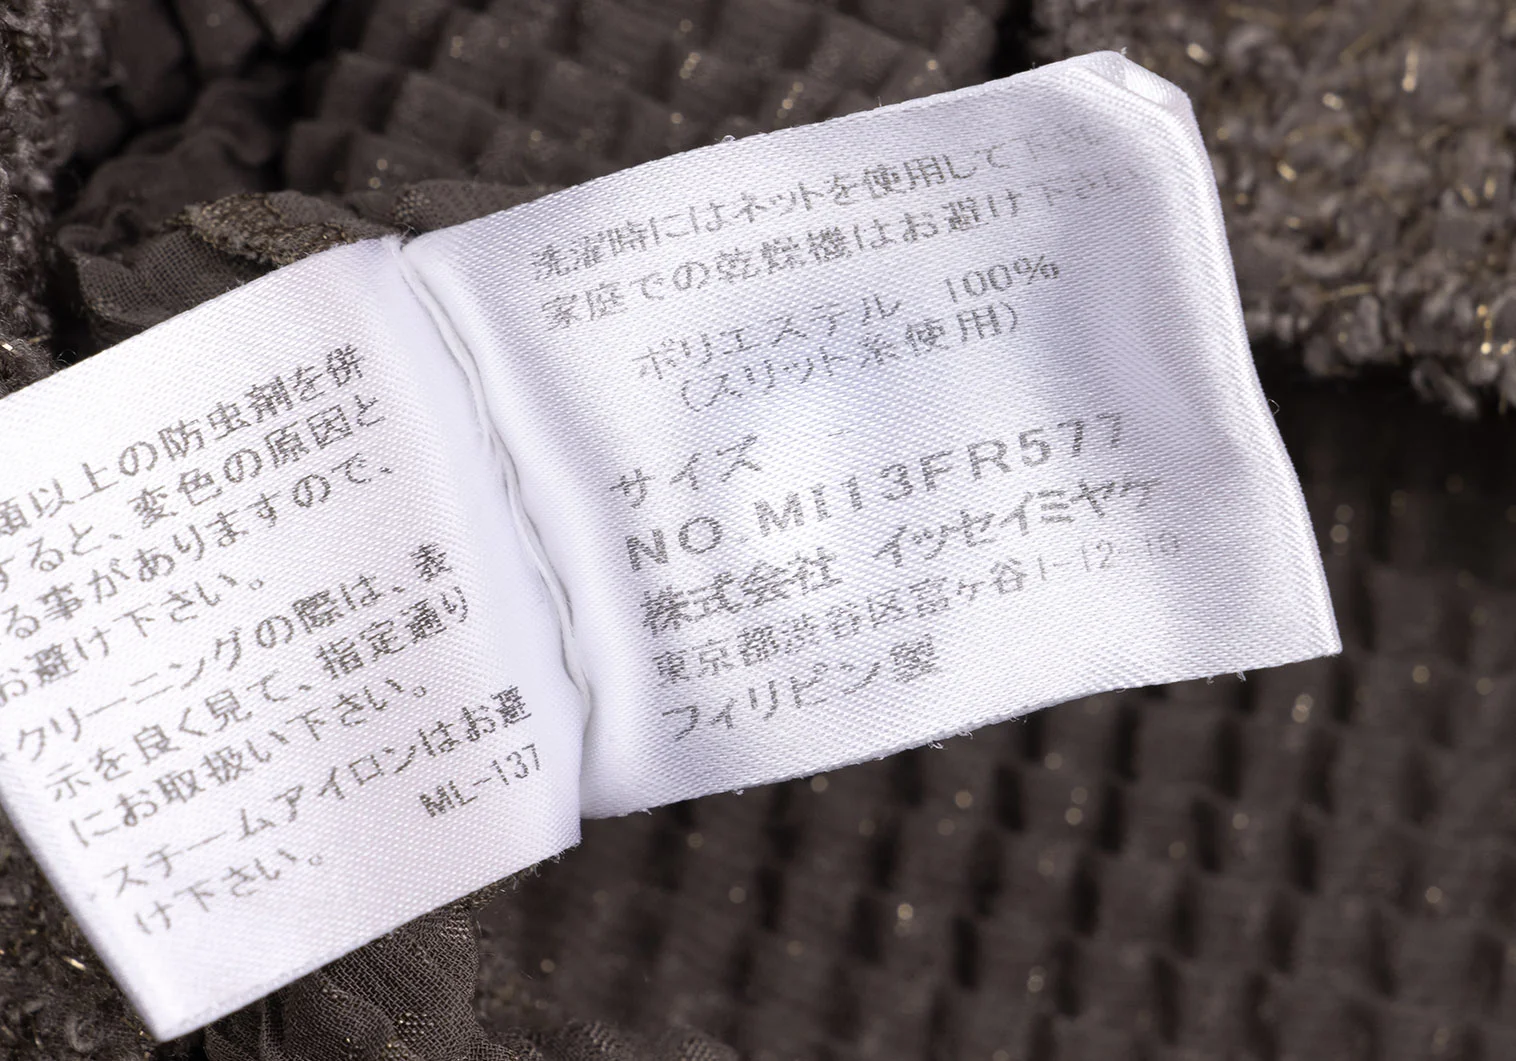 類以上の防虫剤を併
すると、変色の原因と
る事がありますので、
お避け下さい。
クリーニングの際は、表
示を良く見て、指定通り
にお取扱い下さい。
スチームアイロンはお避
け下さい。
ML-137
洗濯時にはネットを使用して下さい
家庭での乾燥機はお避け下さい
ポリエステル 100%
(スリット糸使用)
サイズ -
NO MI13FR577
株式会社 イッセイミヤケ
東京都渋谷区富ヶ谷1-12-10
フィリピン製